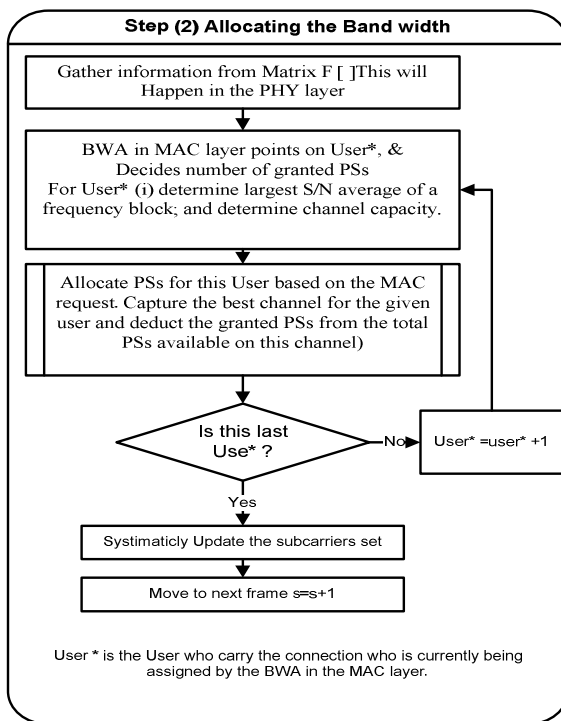 Step (2) Allocating the Band width
Gather information from Matrix F [ ]This will
Happen in the PHY layer
BWA in MAC layer points on User*, &
Decides number of granted PSs
For User* (i) determine largest S/N average of a
frequency block; and determine channel capacity.
Allocate PSs for this User based on the MAC
request. Capture the best channel for the given
user and deduct the granted PSs from the total
PSs available on this channel)
Is this last
Use* ?
No
User* =user* +1
Yes
Systimaticly Update the subcarriers set
Move to next frame s=s+1
User * is the User who carry the connection who is currently being
assigned by the BWA in the MAC layer.